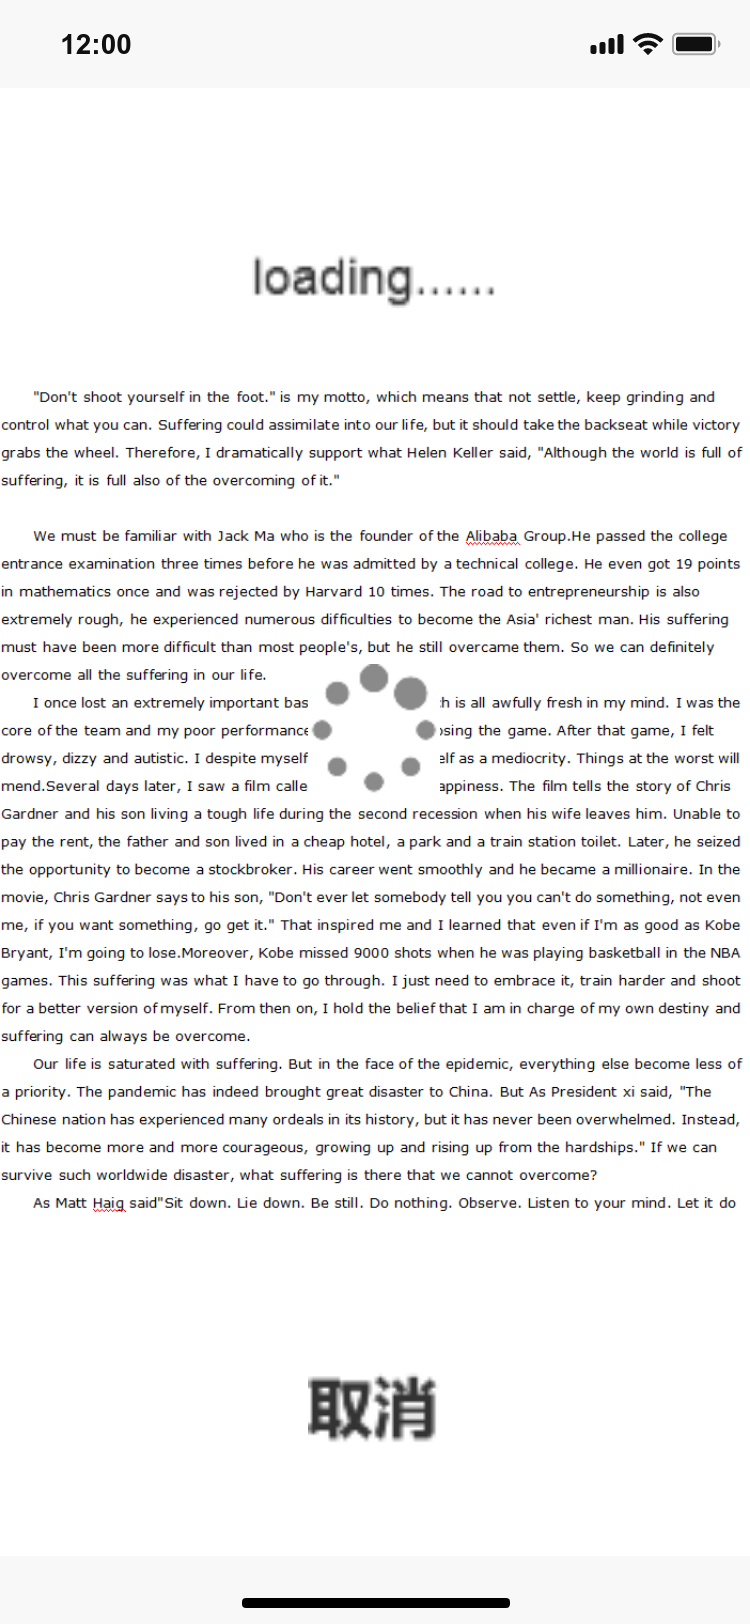 12:00
loading......
"Don't shoot yourself in the foot." is my motto, which means that not settle, keep grinding and
control what you can. Suffering could assimilate into our life, but it should take the backseat while victory
grabs the wheel. Therefore, I dramatically support what Helen Keller said, "Although the world is full of
suffering, it is full also of the overcoming of it."
We must be familiar with Jack Ma who is the founder of the Alibaba Group.He passed the college
entrance examination three times before he was admitted by a technical college. He even got 19 points
in mathematics once and was rejected by Harvard 10 times. The road to entrepreneurship is also
extremely rough, he experienced numerous difficulties to become the Asia' richest man. His suffering
must have been more difficult than most people's, but he still overcame them. So we can definitely
overcome all the suffering in our life.
I once lost an extremely important is all awfully fresh in my mind. I was the
core of the team and my poor performance the game. After that game, I felt
drowsy, dizzy and autistic. I despite myself as a mediocrity. Things at the worst will
mend.Several days later, I saw a film The film tells the story of Chris
Gardner and his son living a tough life during the second recession when his wife leaves him. Unable to
pay the rent, the father and son lived in a cheap hotel, a park and a train station toilet. Later, he seized
the opportunity to become a stockbroker. His career went smoothly and he became a millionaire. In the
movie, Chris Gardner says to his son, "Don't ever let somebody tell you you can't do something, not even
me, if you want something, go get it." That inspired me and I learned that even if I'm as good as Kobe
Bryant, I'm going to lose.Moreover, Kobe missed 9000 shots when he was playing basketball in the NBA
games. This suffering was what I have to go through. I just need to embrace it, train harder and shoot
for a better version of myself. From then on, I hold the belief that I am in charge of my own destiny and
suffering can always be overcome.
Our life is saturated with suffering. But in the face of the epidemic, everything else become less of
a priority. The pandemic has indeed brought great disaster to China. But As President xi said, "The
Chinese nation has experienced many ordeals in its history, but it has never been overwhelmed. Instead,
it has become more and more courageous, growing up and rising up from the hardships." If we can
survive such worldwide disaster, what suffering is there that we cannot overcome?
As Matt Haig said"Sit down. Lie down. Be still. Do nothing. Observe. Listen to your mind. Let it do
取消